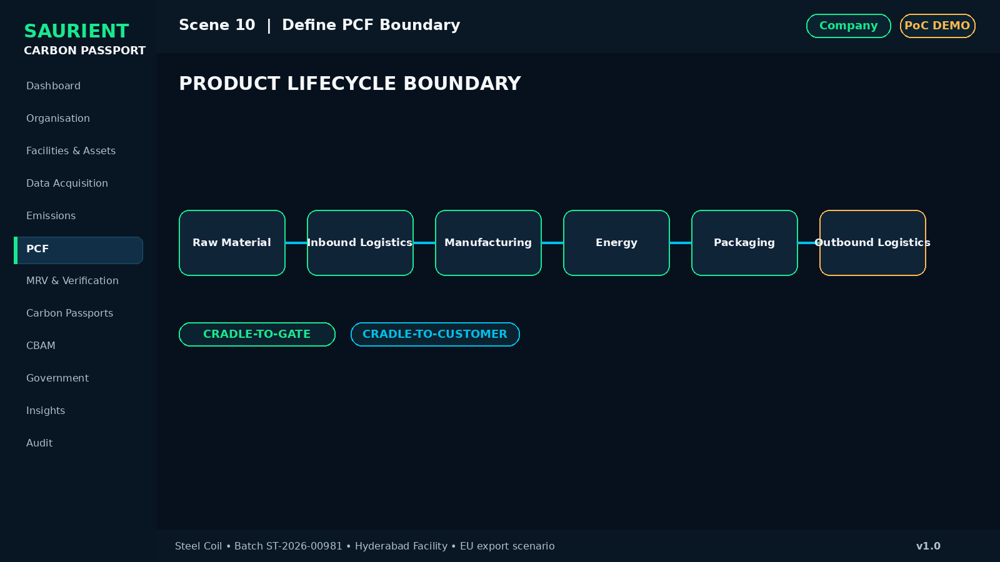 SAURIENT
CARBON PASSPORT
Dashboard
Organisation
Facilities & Assets
Data Acquisition
Emissions
PCF
MRV & Verification
Carbon Passports
CBAM
Government
Insights
Audit
Scene 10 | Define PCF Boundary
Company
PoC DEMO
PRODUCT LIFECYCLE BOUNDARY
Raw Material
Inbound Logistics
Manufacturing
Energy
Packaging
Outbound Logistics
CRADLE-TO-GATE
CRADLE-TO-CUSTOMER
Steel Coil • Batch ST-2026-00981 • Hyderabad Facility • EU export scenario
v1.0